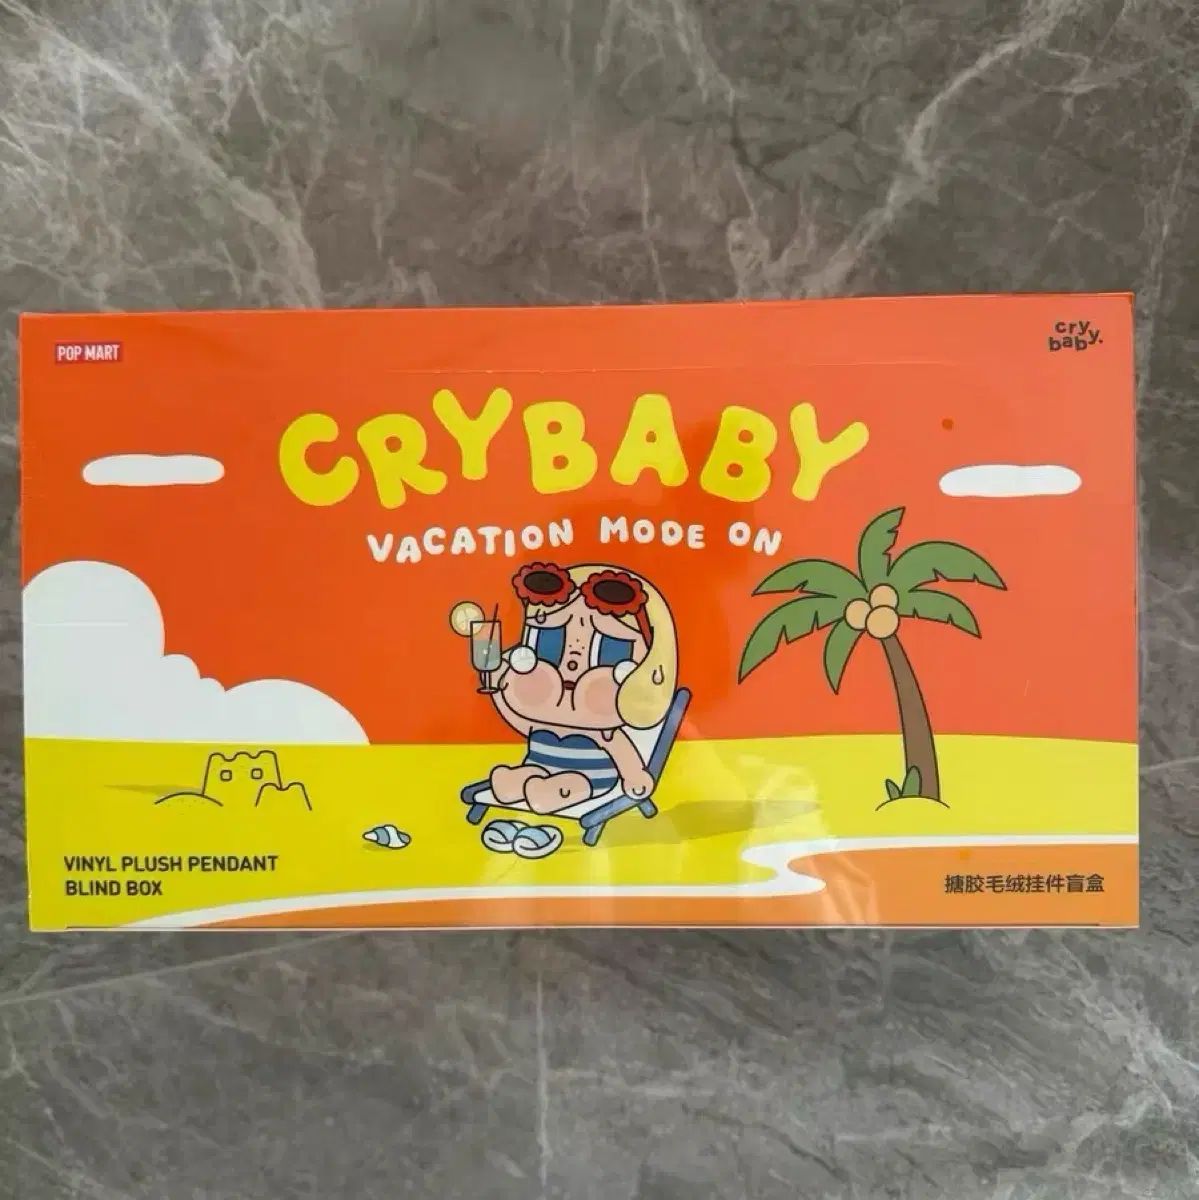 POP MART
cry
baby.
CRYBABY
VACATION MODE ON
VINYL PLUSH PENDANT
BLIND BOX
搪胶毛绒挂件盲盒